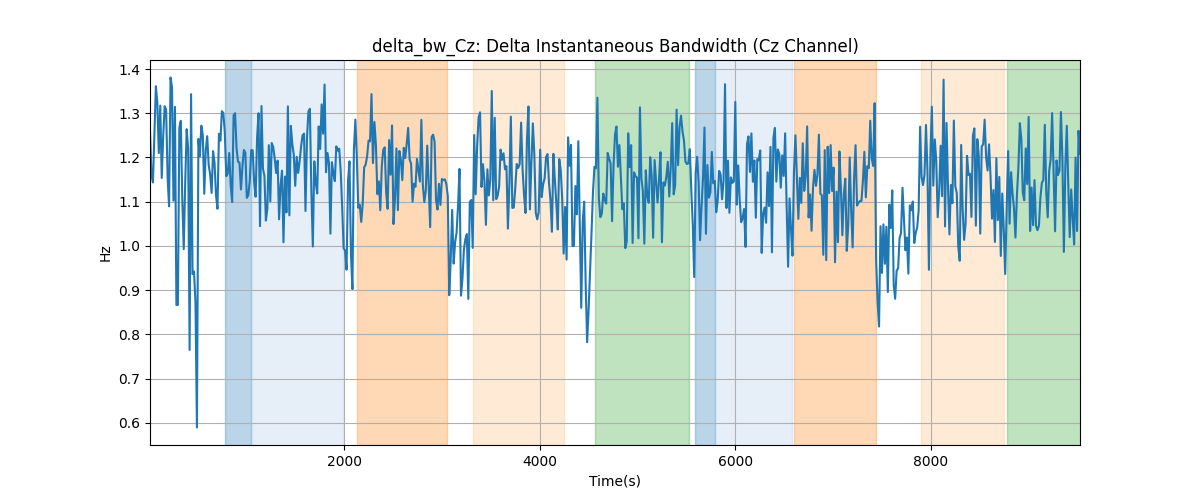 delta_bw_Cz: Delta Instantaneous Bandwidth (Cz Channel)
1.4
1.3
1.2
1.1
1.0
0.9
0.8
0.7
0.6
Hz
2000 4000 6000 8000
Time(s)